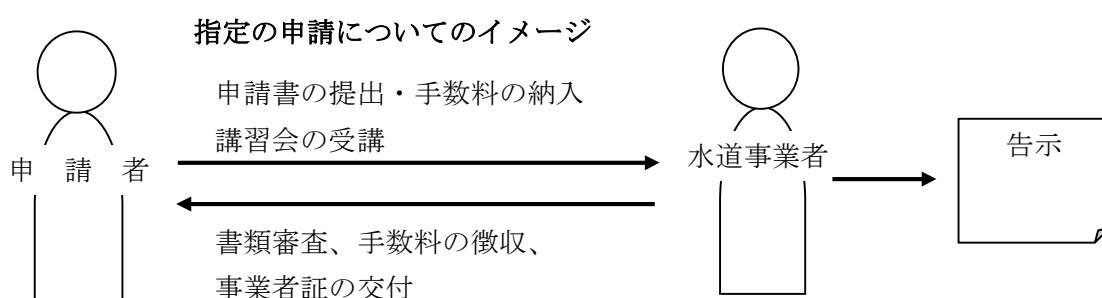 指定の申請についてのイメージ
申請書の提出・手数料の納入
講習会の受講
申　請　者
水道事業者
告示
書類審査、手数料の徴収、
事業者証の交付